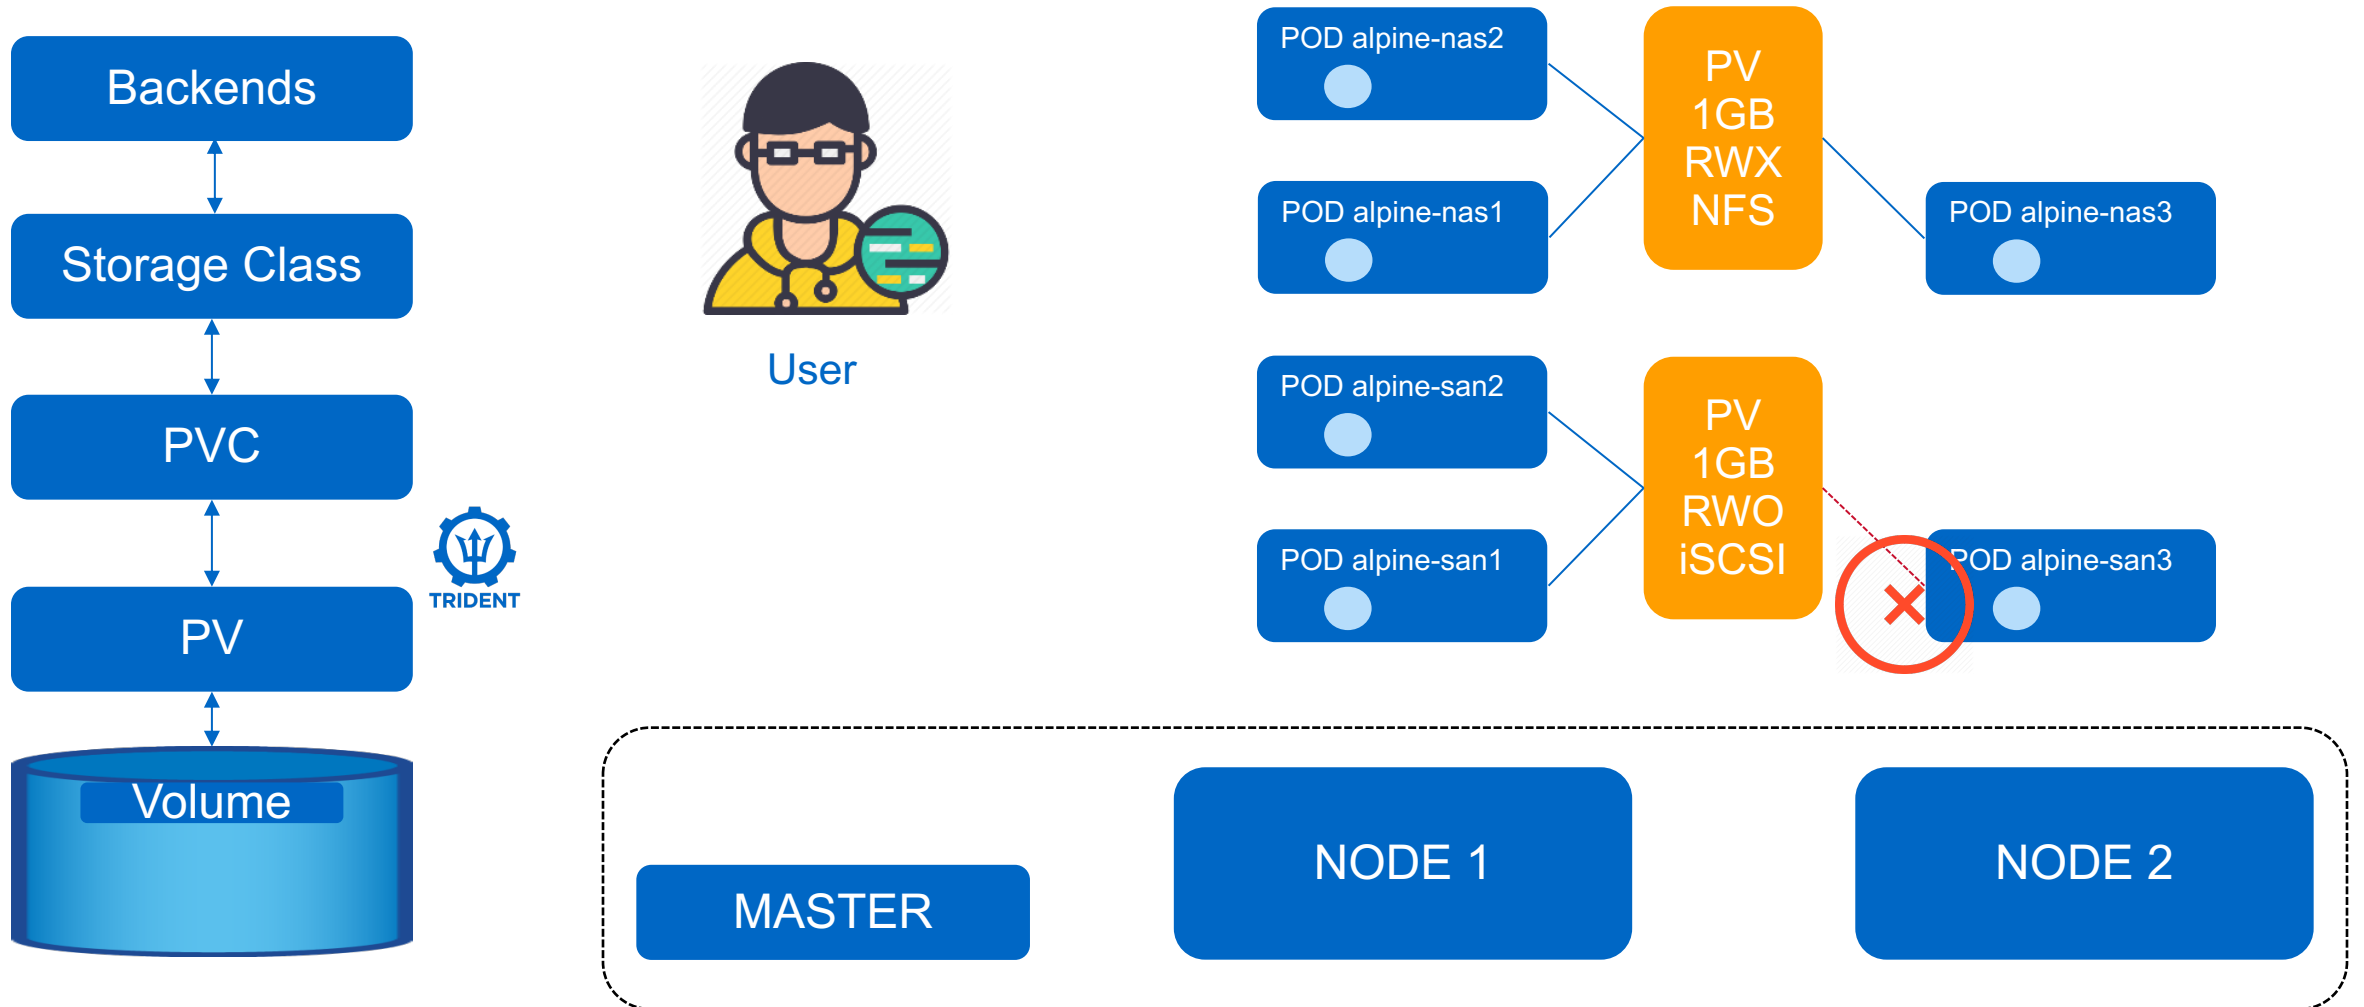 Backends
Storage Class
PVC
PV
TRIDENT
Volume
User
POD alpine-nas2
POD alpine-nas1
PV
1GB
RWX
NFS
POD alpine-nas3
POD alpine-san2
POD alpine-san1
PV
1GB
RWO
iSCSI
POD alpine-san3
MASTER
NODE 1
NODE 2